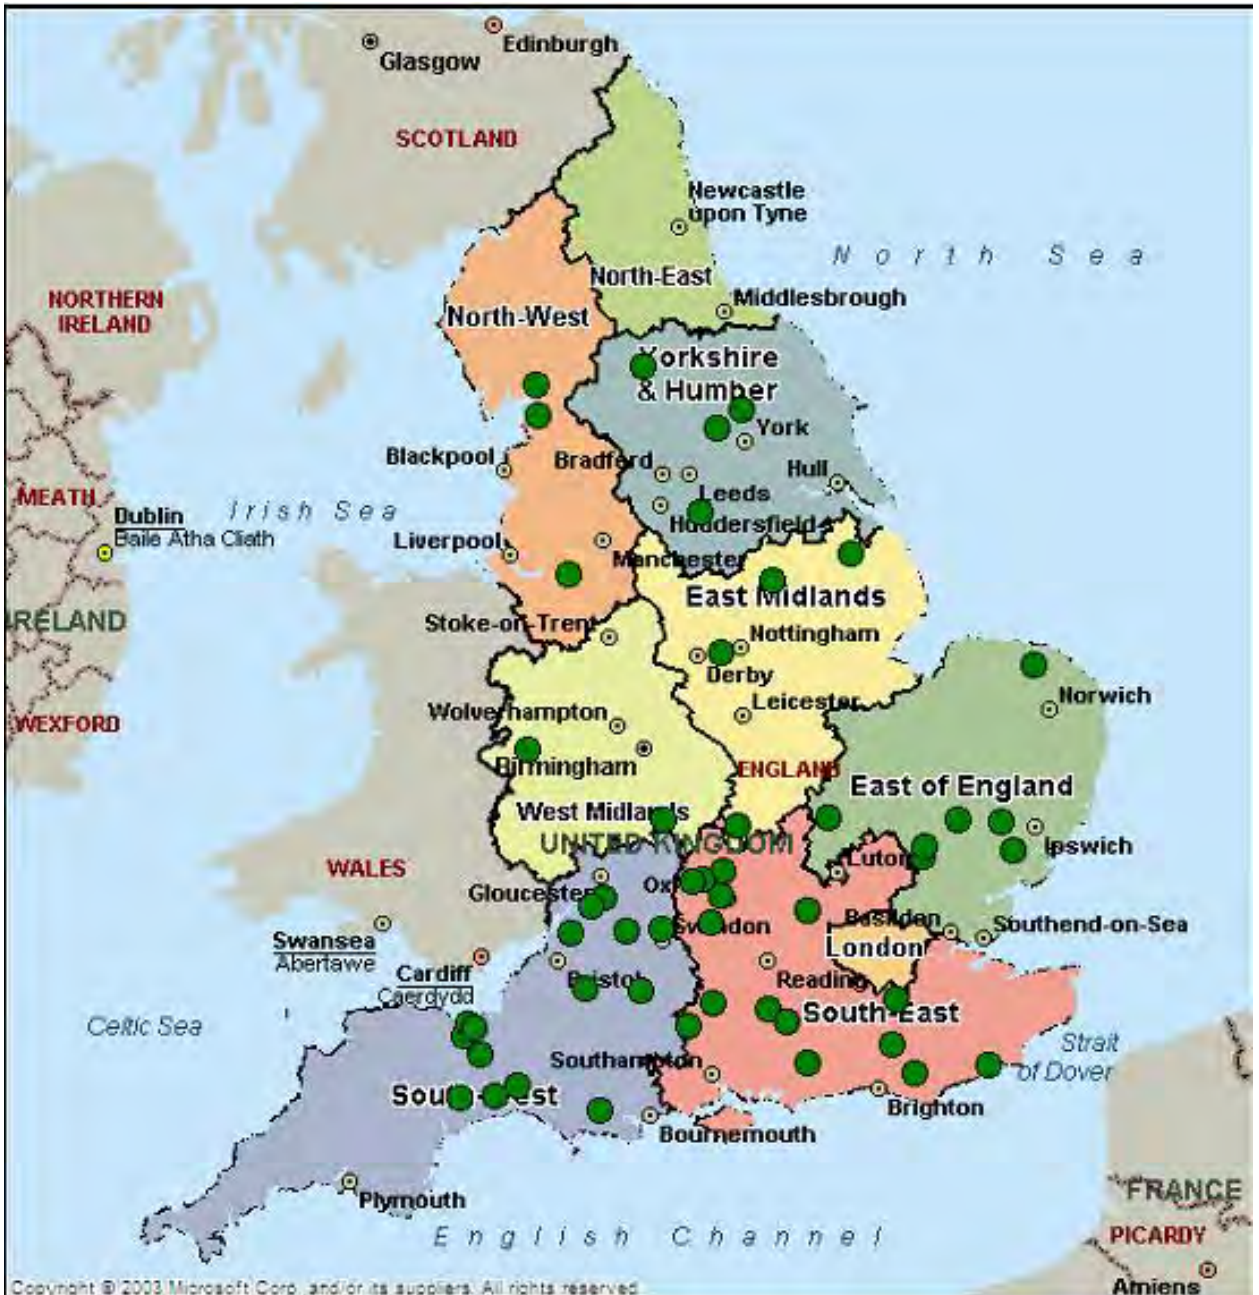 Edinburgh
Glasgow
SCOTLAND
Newcastle
upon Tyne
North Sea
North-East
NORTHERN
IRELAND
Middlesbrough
North-West
Yorkshire
& Humber
York
Blackpool
Bradford
Hull
Leeds
MEATH
Irish Sea
Dublin
Baile Atha Cliath
Huddersfield
Liverpool
Manchester
East Midlands
IRELAND
Stoke-on-Trent
Nottingham
Derby
Norwich
Leicester
Wolverhampton
WEXFORD
Birmingham
ENGLAND
East of England
West Midlands
UNITED KINGDOM
Ipswich
Luton
WALES
Gloucester
Ox
Basildon
Southend-on-Sea
Swindon
London
Swansea
Abertawe
Cardiff
Caerdydd
Bristol
Reading
South-East
Celtic Sea
Strait
of Dover
Southampton
South-West
Brighton
Bournemouth
Plymouth
FRANCE
English Channel
PICARDY
Amiens
Copyright © 2003 Microsoft Corp. and/or its suppliers. All rights reserved.